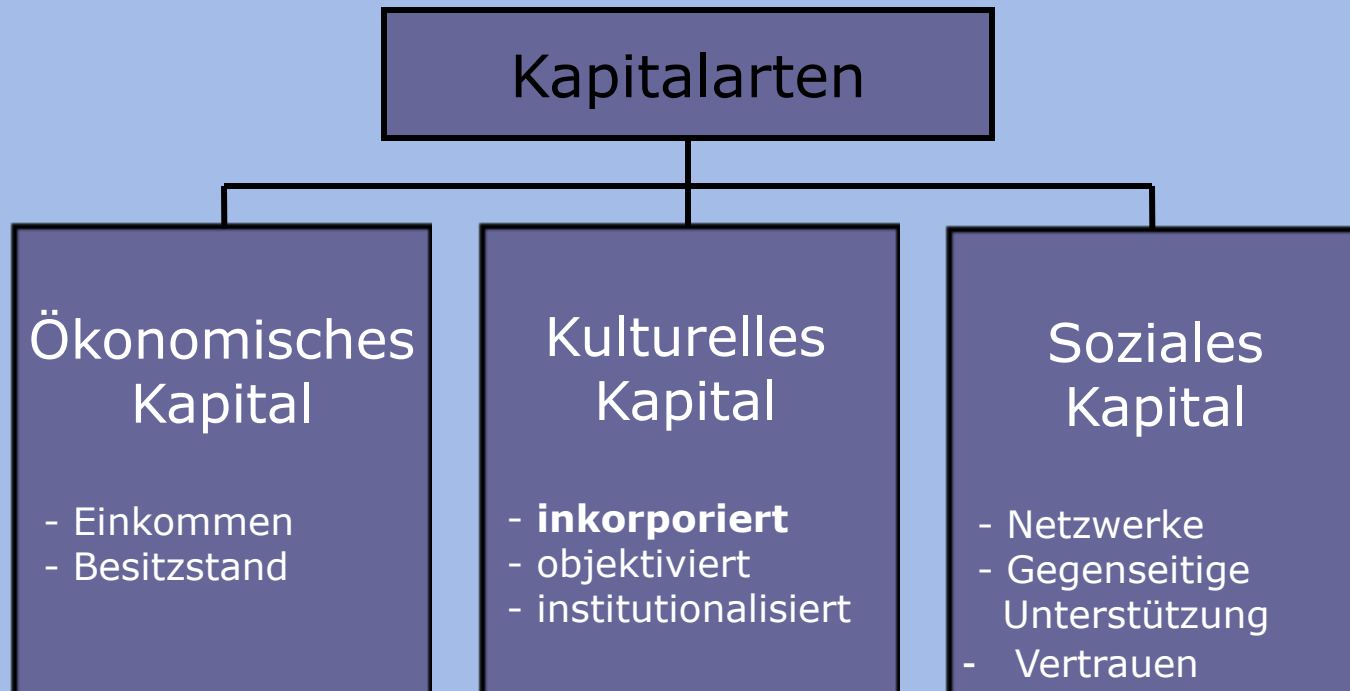 Kapitalarten
Ökonomisches
Kapital
- Einkommen
- Besitzstand
Kulturelles
Kapital
- inkorporiert
- objektiviert
- institutionalisiert
Soziales
Kapital
- Netzwerke
- Gegenseitige
Unterstützung
- Vertrauen